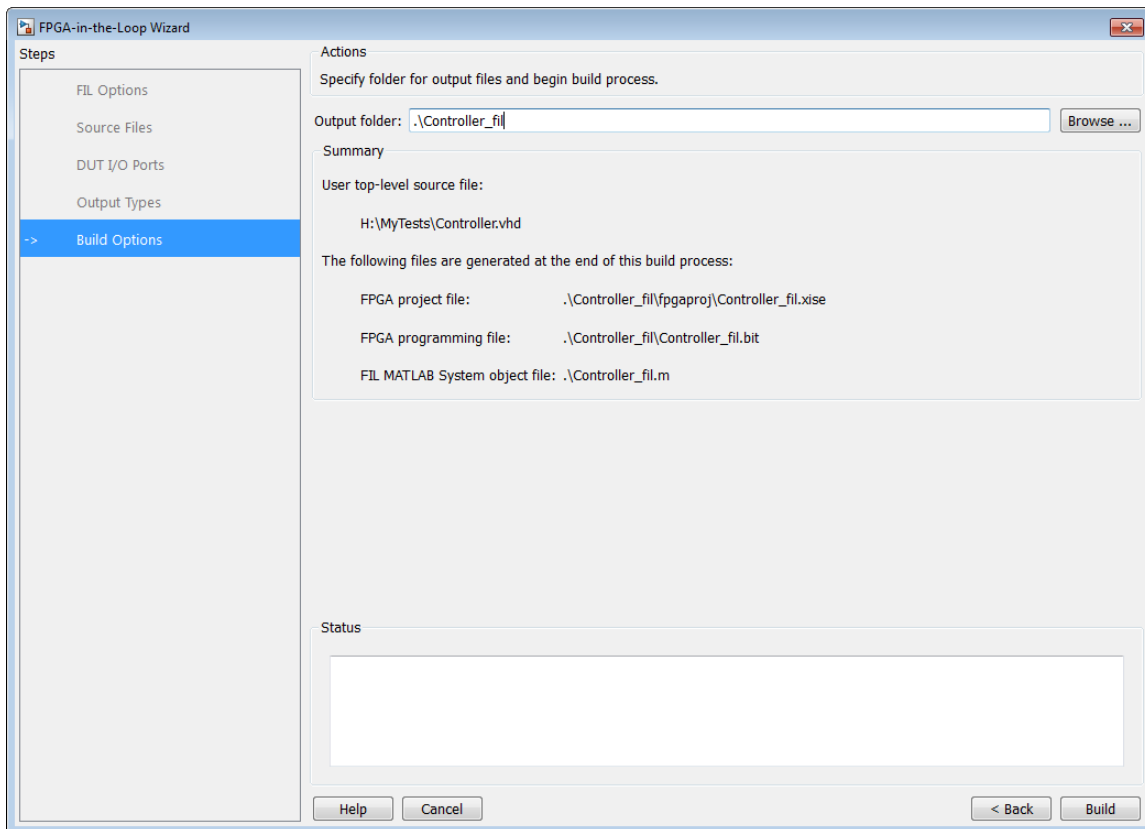 FPGA-in-the-Loop Wizard
Steps
FIL Options
Source Files
DUT I/O Ports
Output Types
-> Build Options
Actions
Specify folder for output files and begin build process.
Output folder: .\Controller_fil Browse ...
Summary
User top-level source file:
H:\MyTests\Controller.vhd
The following files are generated at the end of this build process:
FPGA project file: .\Controller_fil\fpgaproj\Controller_fil.xise
FPGA programming file: .\Controller_fil\Controller_fil.bit
FIL MATLAB System object file: .\Controller_fil.m
Status
Help Cancel < Back Build